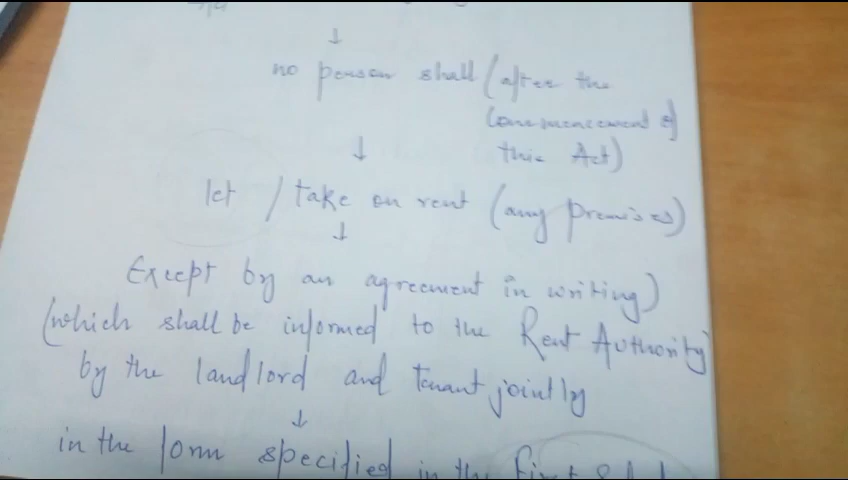 ↓
no person shall (after the
Commencement of
this Act)
↓
let / take on rent (any premises)
↓
Except by an agreement in writing)
(which shall be informed to the Rent Authority
by the landlord and tenant jointly
↓
in the form specified in the First